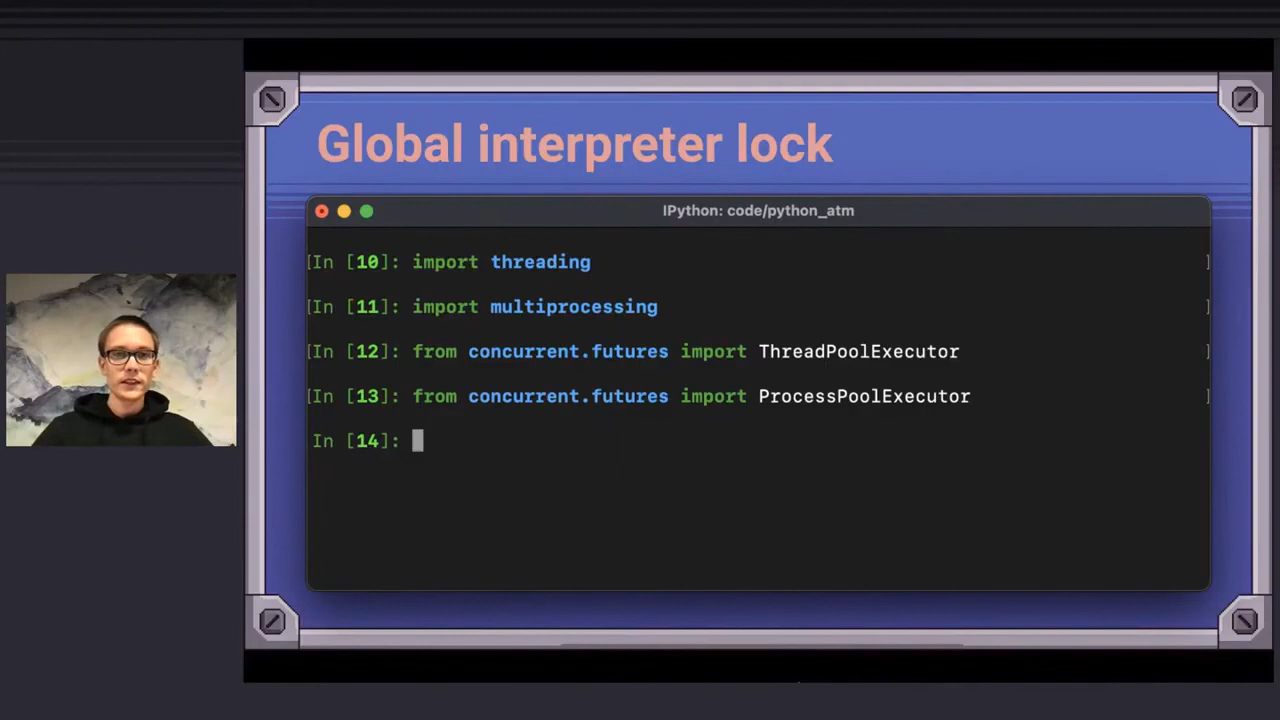 Global interpreter lock
IPython: code/python_atm
[In [10]: import threading ]
[In [11]: import multiprocessing ]
[In [12]: from concurrent.futures import ThreadPoolExecutor ]
[In [13]: from concurrent.futures import ProcessPoolExecutor ]
In [14]: